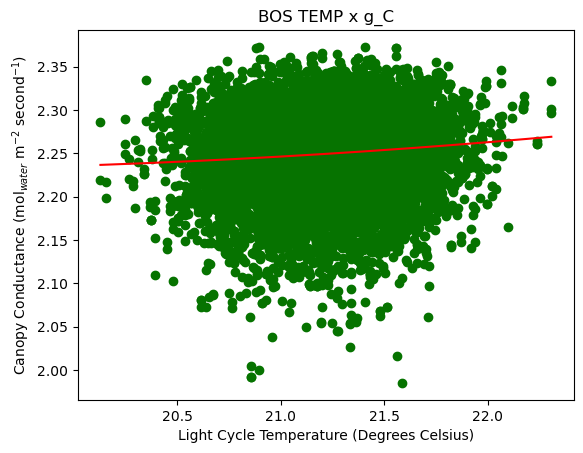 BOS TEMP x g_C
Canopy Conductance (mol_water m⁻² second⁻¹)
2.35
2.30
2.25
2.20
2.15
2.10
2.05
2.00
20.5 21.0 21.5 22.0
Light Cycle Temperature (Degrees Celsius)